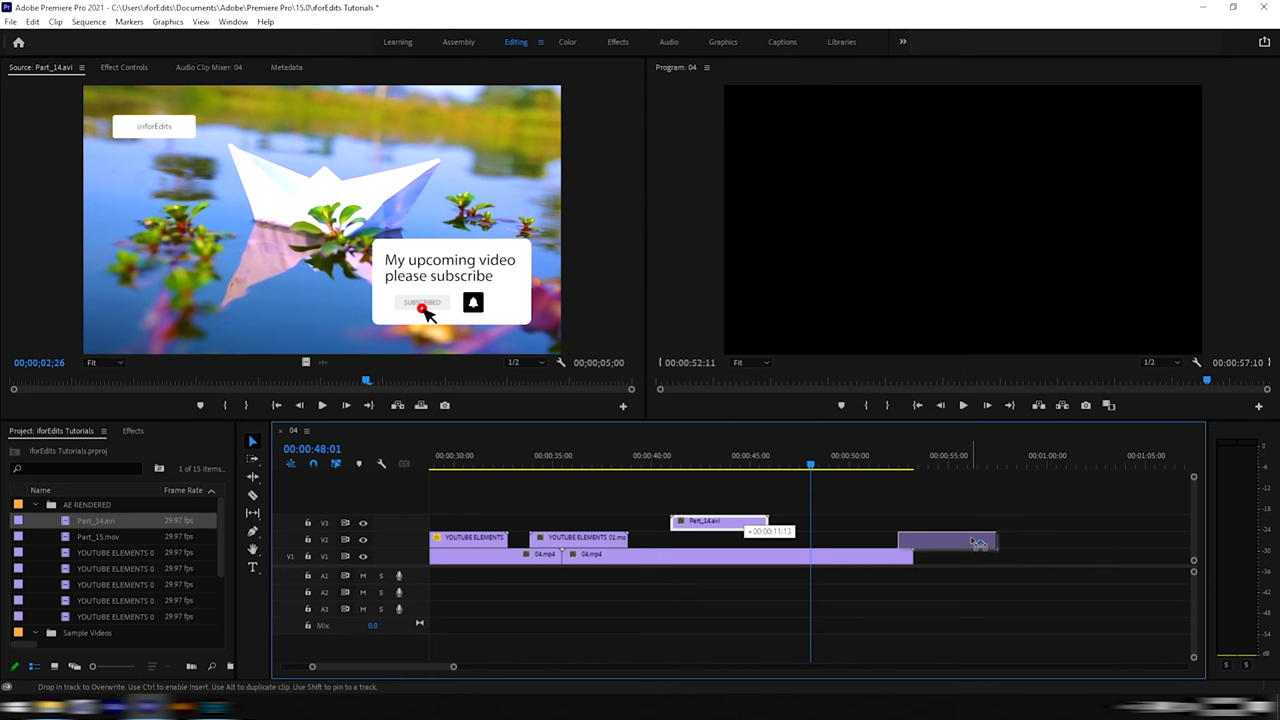 Adobe Premiere Pro 2021 - C:\Users\iforEdits\Documents\Adobe\Premiere Pro\15.0\iforEdits Tutorials *
File Edit Clip Sequence Markers Graphics View Window Help
Learning Assembly Editing Color Effects Audio Graphics Captions Libraries
Source: Part_14.avi Effect Controls Audio Clip Mixer: 04 Metadata
Program: 04
@iforEdits
My upcoming video
please subscribe
SUBSCRIBED
00;00;02;26 Fit 1/2 00;00;05;00
00:00:52:11 Fit 1/2 00:00:57:10
Project: iforEdits Tutorials Effects
iforEdits Tutorials.prproj
1 of 15 items...
Name Frame Rate
AE RENDERED
Part_14.avi 29.97 fps
Part_15.mov 29.97 fps
YOUTUBE ELEMENTS 0 29.97 fps
YOUTUBE ELEMENTS 0 29.97 fps
YOUTUBE ELEMENTS 0 29.97 fps
YOUTUBE ELEMENTS 0 29.97 fps
YOUTUBE ELEMENTS 0 29.97 fps
Sample Videos
04
00:00:48:01
00:00:30:00 00:00:35:00 00:00:40:00 00:00:45:00 00:00:50:00 00:00:55:00 00:01:00:00 00:01:05:00
V3 Part_14.avi
+00:00:11:13
V2 YOUTUBE ELEMENTS YOUTUBE ELEMENTS 01.mo
V1 V1 04.mp4 04.mp4
A1 M S
A2 M S
A3 M S
Mix 0.0
0
S S
Drop in track to Overwrite. Use Ctrl to enable Insert. Use Alt to duplicate clip. Use Shift to pin to a track.